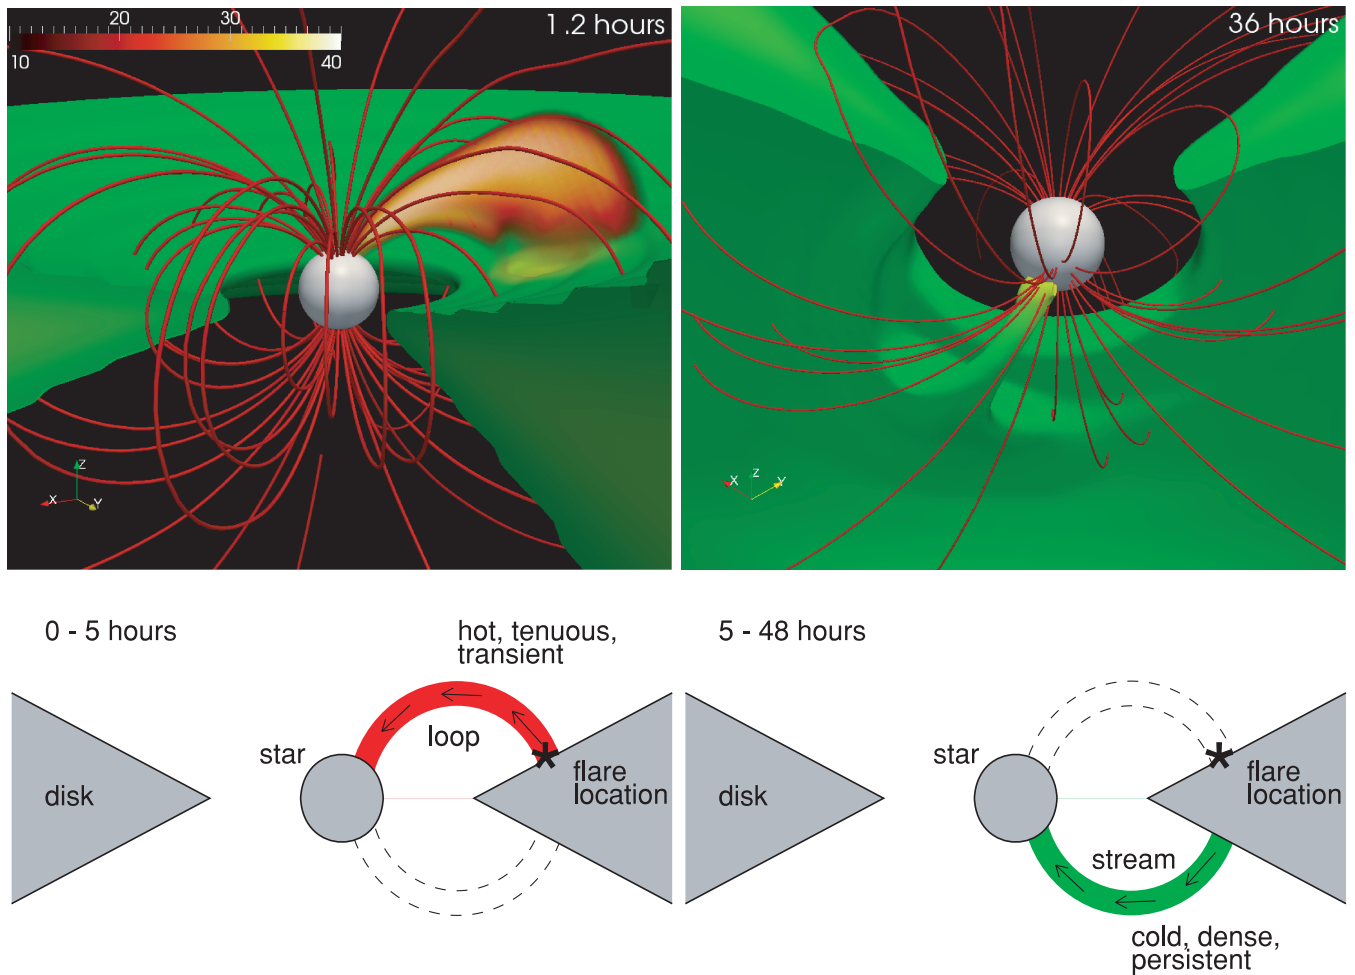 20 30
10 40
1.2 hours
Z
X
Y
36 hours
Z
X
Y
0 - 5 hours
hot, tenuous,
transient
loop
star
disk
flare
location
5 - 48 hours
star
disk
flare
location
stream
cold, dense,
persistent